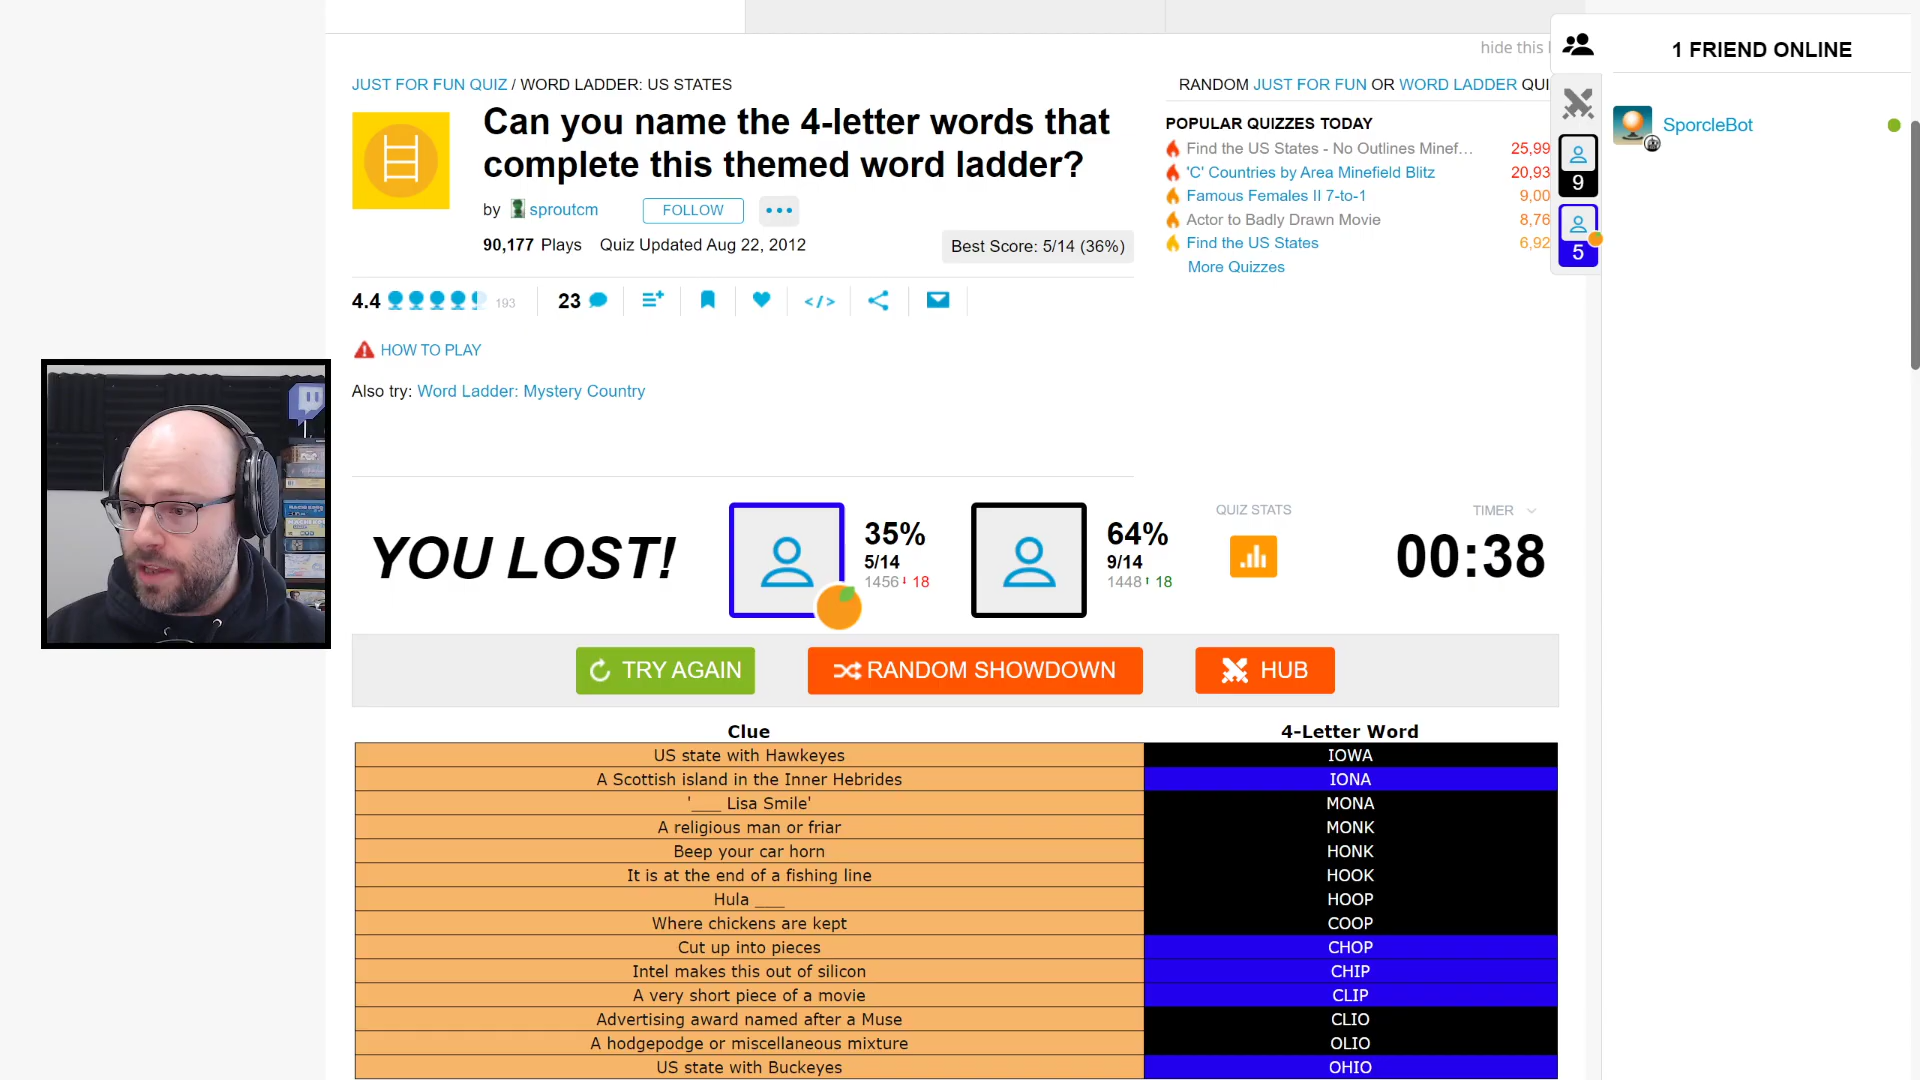 hide this
1 FRIEND ONLINE
JUST FOR FUN QUIZ / WORD LADDER: US STATES
RANDOM JUST FOR FUN OR WORD LADDER QUI
Can you name the 4-letter words that
complete this themed word ladder?
by sproutcm
FOLLOW
90,177 Plays Quiz Updated Aug 22, 2012
Best Score: 5/14 (36%)
POPULAR QUIZZES TODAY
Find the US States - No Outlines Minef... 25,99
'C' Countries by Area Minefield Blitz 20,93
Famous Females II 7-to-1 9,00
Actor to Badly Drawn Movie 8,76
Find the US States 6,92
More Quizzes
9
5
SporcleBot
4.4 193
23
</>
HOW TO PLAY
Also try: Word Ladder: Mystery Country
YOU LOST!
35%
5/14
1456 18
64%
9/14
1448 18
QUIZ STATS
TIMER
00:38
TRY AGAIN
RANDOM SHOWDOWN
HUB
Clue 4-Letter Word
US state with Hawkeyes IOWA
A Scottish island in the Inner Hebrides IONA
'___ Lisa Smile' MONA
A religious man or friar MONK
Beep your car horn HONK
It is at the end of a fishing line HOOK
Hula ___ HOOP
Where chickens are kept COOP
Cut up into pieces CHOP
Intel makes this out of silicon CHIP
A very short piece of a movie CLIP
Advertising award named after a Muse CLIO
A hodgepodge or miscellaneous mixture OLIO
US state with Buckeyes OHIO